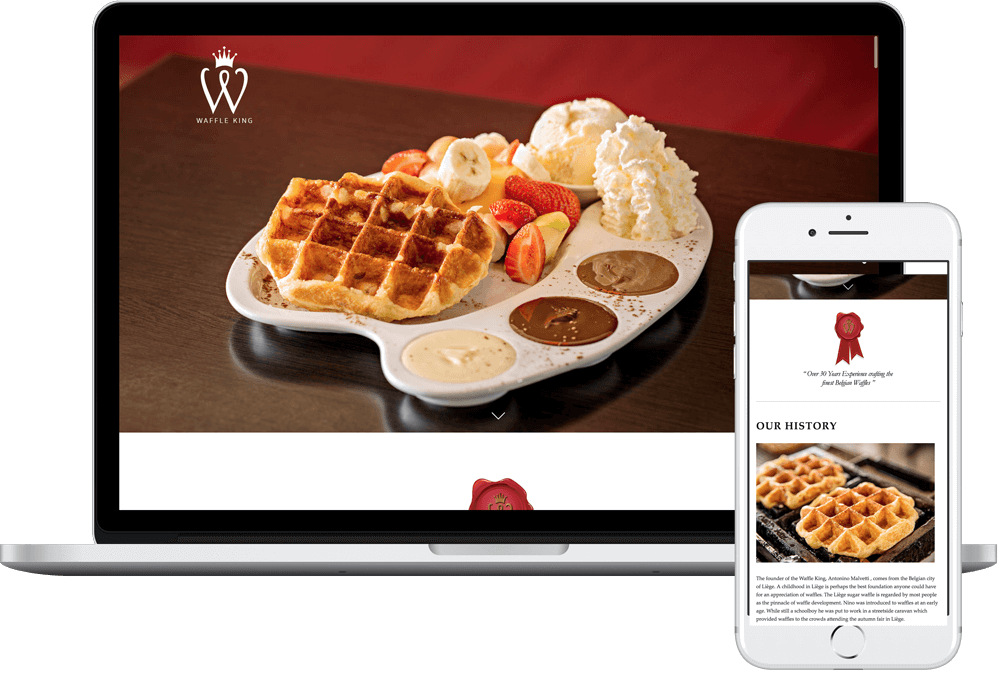 WAFFLE KING
“ Over 30 Years Experience crafting the
finest Belgian Waffles ”
OUR HISTORY
The founder of the Waffle King, Antonino Malvetti , comes from the Belgian city
of Liége. A childhood in Liége is perhaps the best foundation anyone could have
for an appreciation of waffles. The Liége sugar waffle is regarded by most people
as the pinnacle of waffle development. Nino was introduced to waffles at an early
age. While still a schoolboy he was put to work in a streetside caravan which
provided waffles to the crowds attending the autumn fair in Liége.